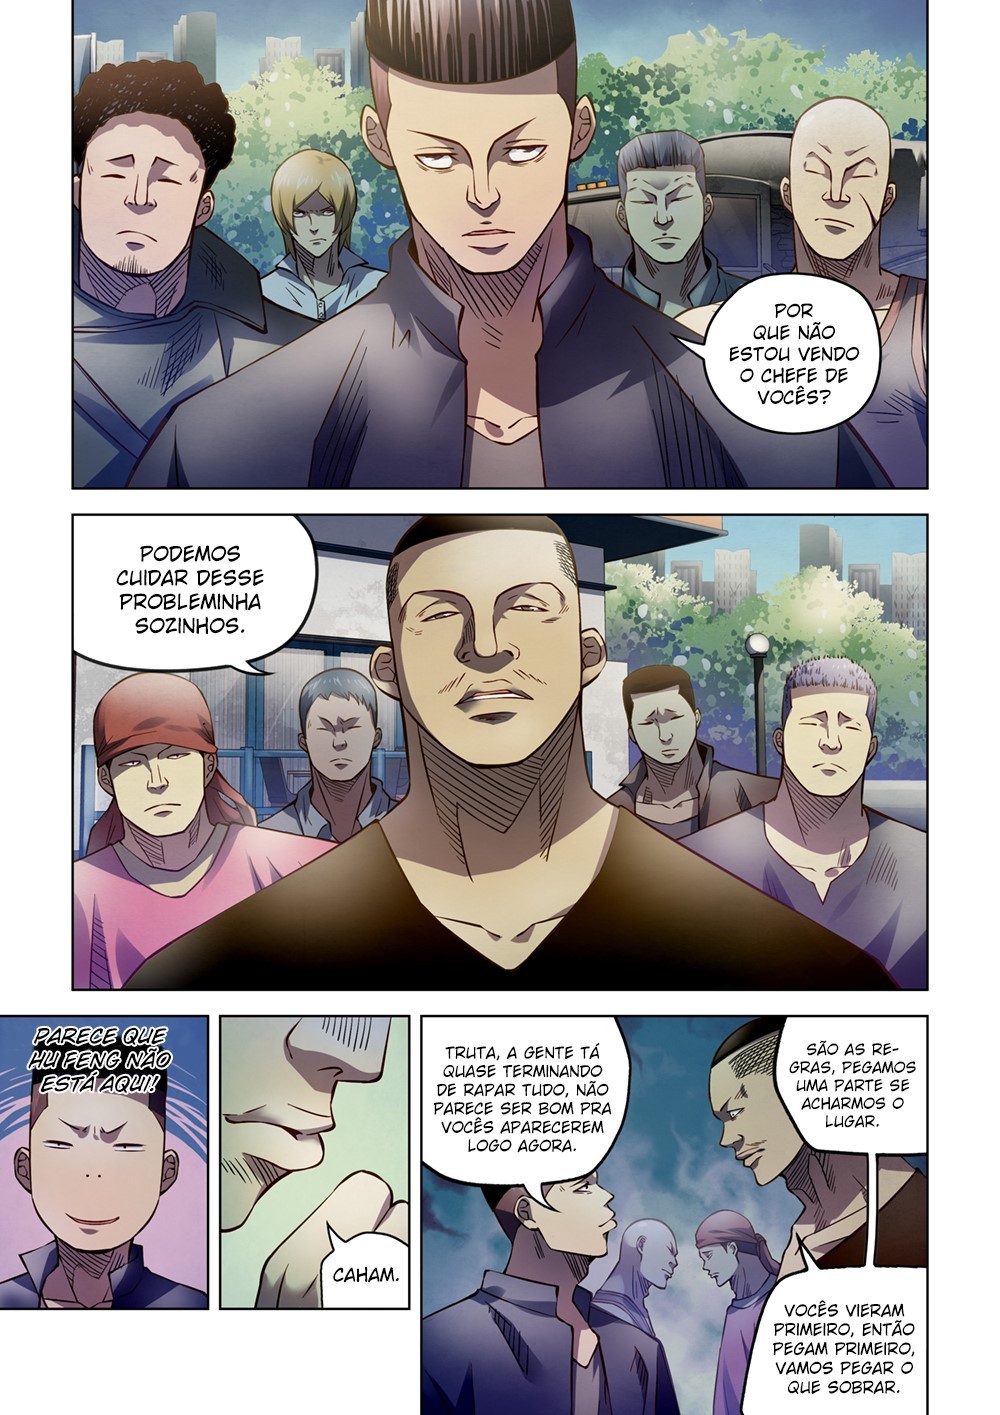 POR
QUE NÃO
ESTOU VENDO
O CHEFE DE
VOCÊS?
PODEMOS
CUIDAR DESSE
PROBLEMINHA
SOZINHOS.
PARECE QUE
HU FENG NÃO
ESTÁ AQUI!
CAHAM.
TRUTA, A GENTE TÁ
QUASE TERMINANDO
DE RAPAR TUDO, NÃO
PARECE SER BOM PRA
VOCÊS APARECEREM
LOGO AGORA.
SÃO AS RE-
GRAS, PEGAMOS
UMA PARTE SE
ACHARMOS O
LUGAR.
VOCÊS VIERAM
PRIMEIRO, ENTÃO
PEGAM PRIMEIRO,
VAMOS PEGAR O
QUE SOBRAR.